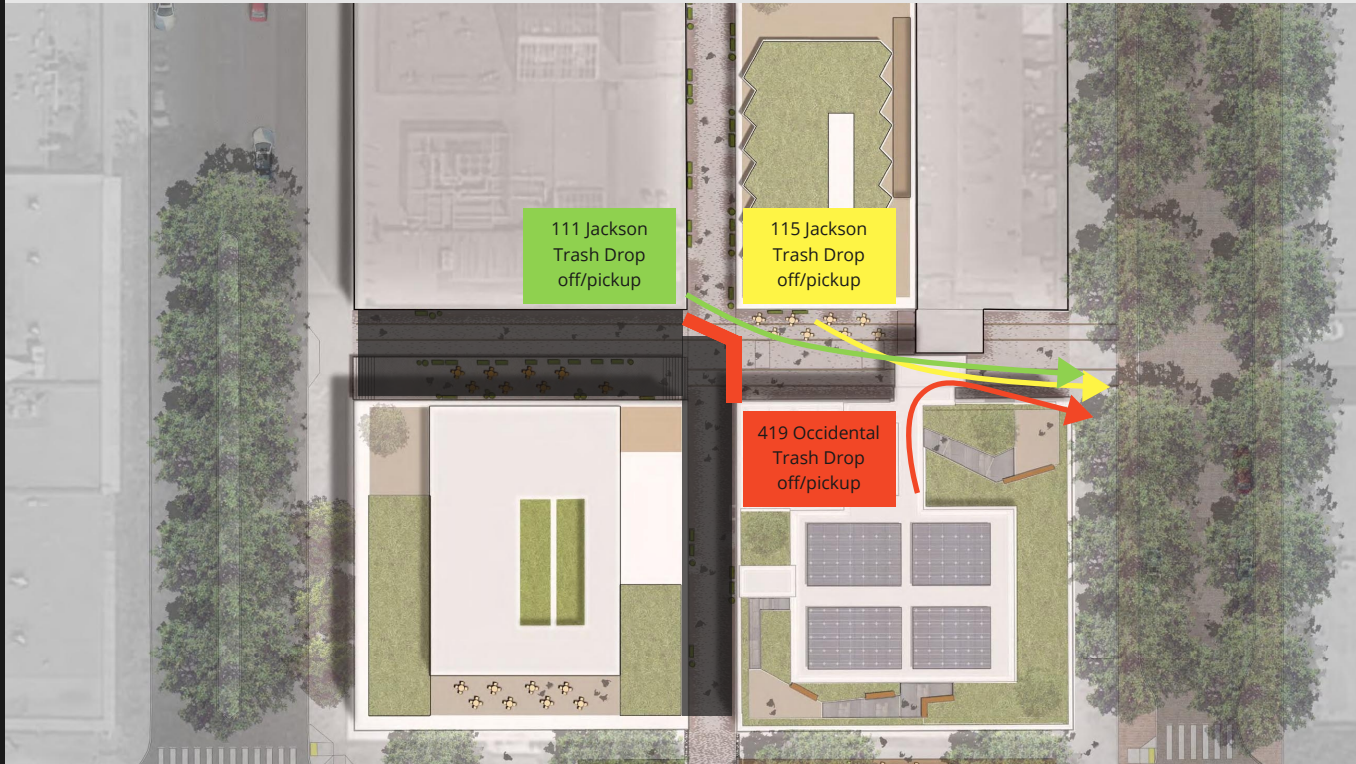 111 Jackson
Trash Drop
off/pickup
115 Jackson
Trash Drop
off/pickup
419 Occidental
Trash Drop
off/pickup